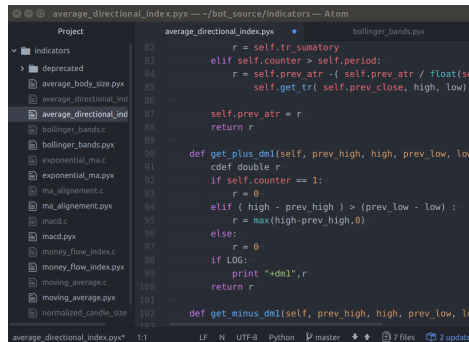 average_directional_index.pyx — ~/bot_source/indicators — Atom
Project
average_directional_index.pyx
bollinger_bands.pyx
indicators
deprecated
average_body_size.pyx
average_directional_ind
average_directional_ind
bollinger_bands.c
bollinger_bands.pyx
exponential_ma.c
exponential_ma.pyx
ma_alignement.c
ma_alignement.pyx
macd.c
macd.pyx
money_flow_index.c
money_flow_index.pyx
moving_average.c
moving_average.pyx
normalized_candle_size
82 r = self.tr_sumatory
83 elif self.counter > self.period:
84 r = self.prev_atr -( self.prev_atr / float(se
85 self.get_tr( self.prev_close, high, low)
86
87 self.prev_atr = r
88 return r
89
90 def get_plus_dm1(self, prev_high, high, prev_low, low
91 cdef double r
92 if self.counter == 1:
93 r = 0
94 elif ( high - prev_high ) > (prev_low - low) :
95 r = max(high-prev_high,0)
96 else:
97 r = 0
98 if LOG:
99 print "+dm1",r
100 return r
101
102 def get_minus_dm1(self, prev_high, high, prev_low, l
103
average_directional_index.pyx* 1:1 LF N UTF-8 Python master 7 files 2 updat